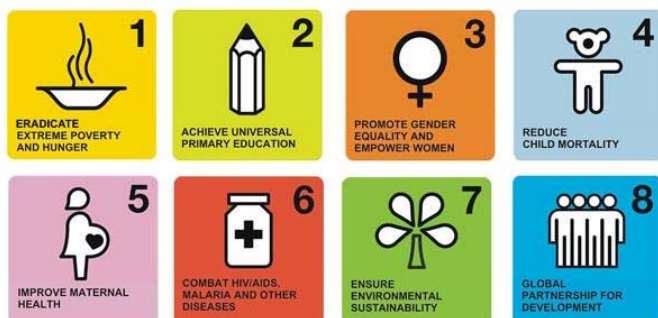 1
ERADICATE
EXTREME POVERTY
AND HUNGER
2
ACHIEVE UNIVERSAL
PRIMARY EDUCATION
3
PROMOTE GENDER
EQUALITY AND
EMPOWER WOMEN
4
REDUCE
CHILD MORTALITY
5
IMPROVE MATERNAL
HEALTH
6
COMBAT HIV/AIDS,
MALARIA AND OTHER
DISEASES
7
ENSURE
ENVIRONMENTAL
SUSTAINABILITY
8
GLOBAL
PARTNERSHIP FOR
DEVELOPMENT